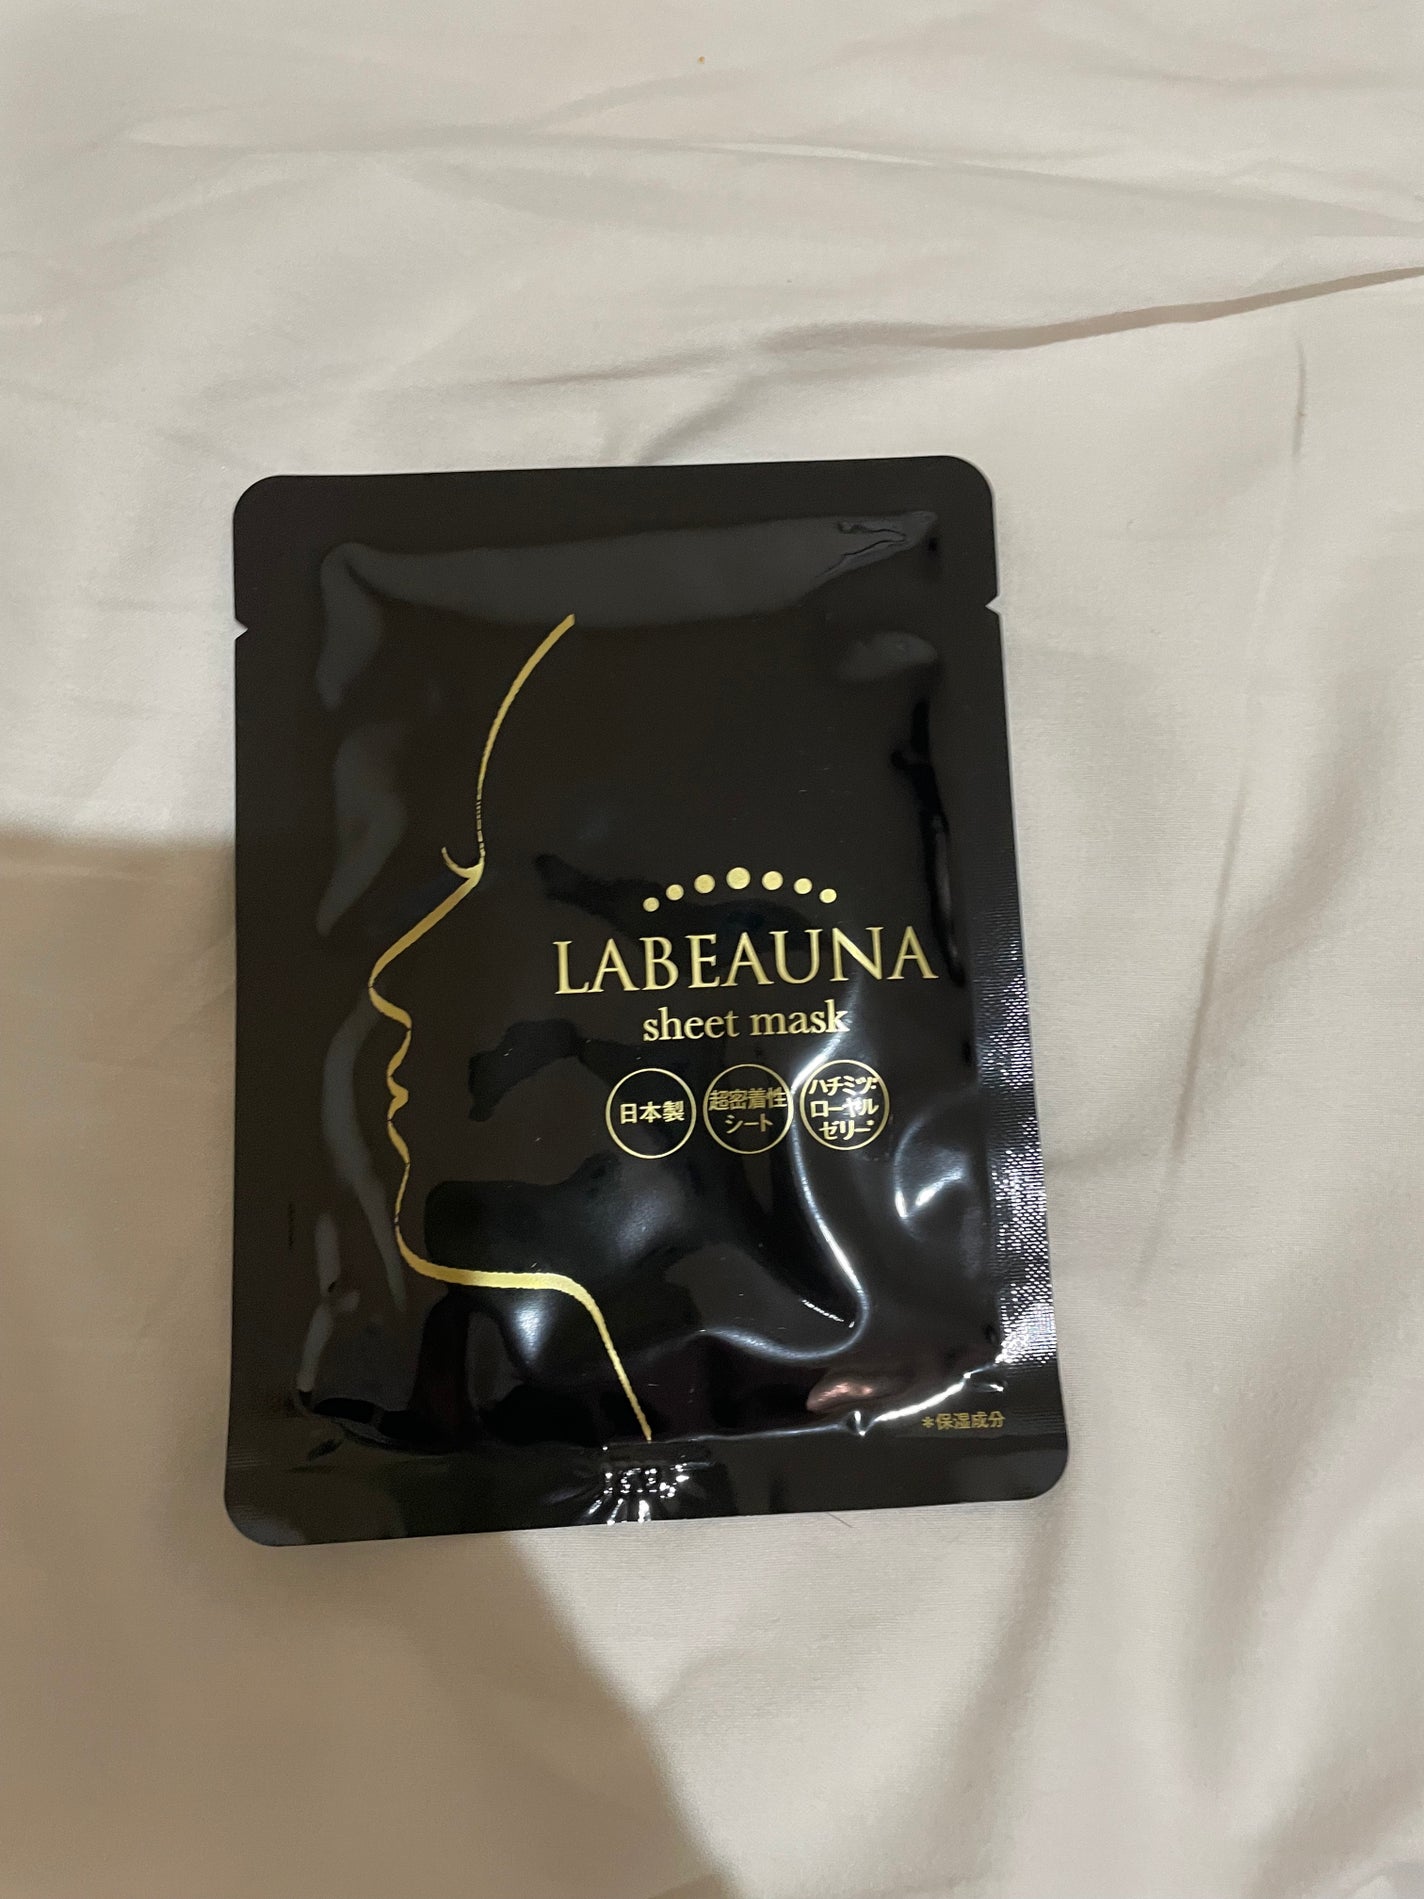 LABEAUNA
sheet mask
日本製
超密着性
シート
ハチミツ*
ローヤル
ゼリー*
*保湿成分